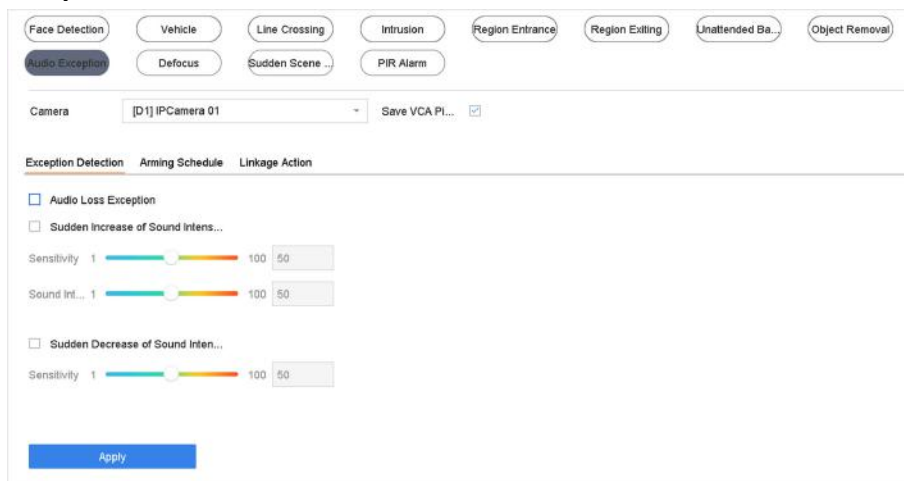 Face Detection Vehicle Line Crossing Intrusion Region Entrance Region Exiting Unattended Ba... Object Removal
Audio Exception Defocus Sudden Scene ... PIR Alarm
Camera [D1] IPCamera 01 Save VCA Pi...
Exception Detection Arming Schedule Linkage Action
Audio Loss Exception
Sudden Increase of Sound Intens...
Sensitivity 1 100 50
Sound Int... 1 100 50
Sudden Decrease of Sound Inten...
Sensitivity 1 100 50
Apply